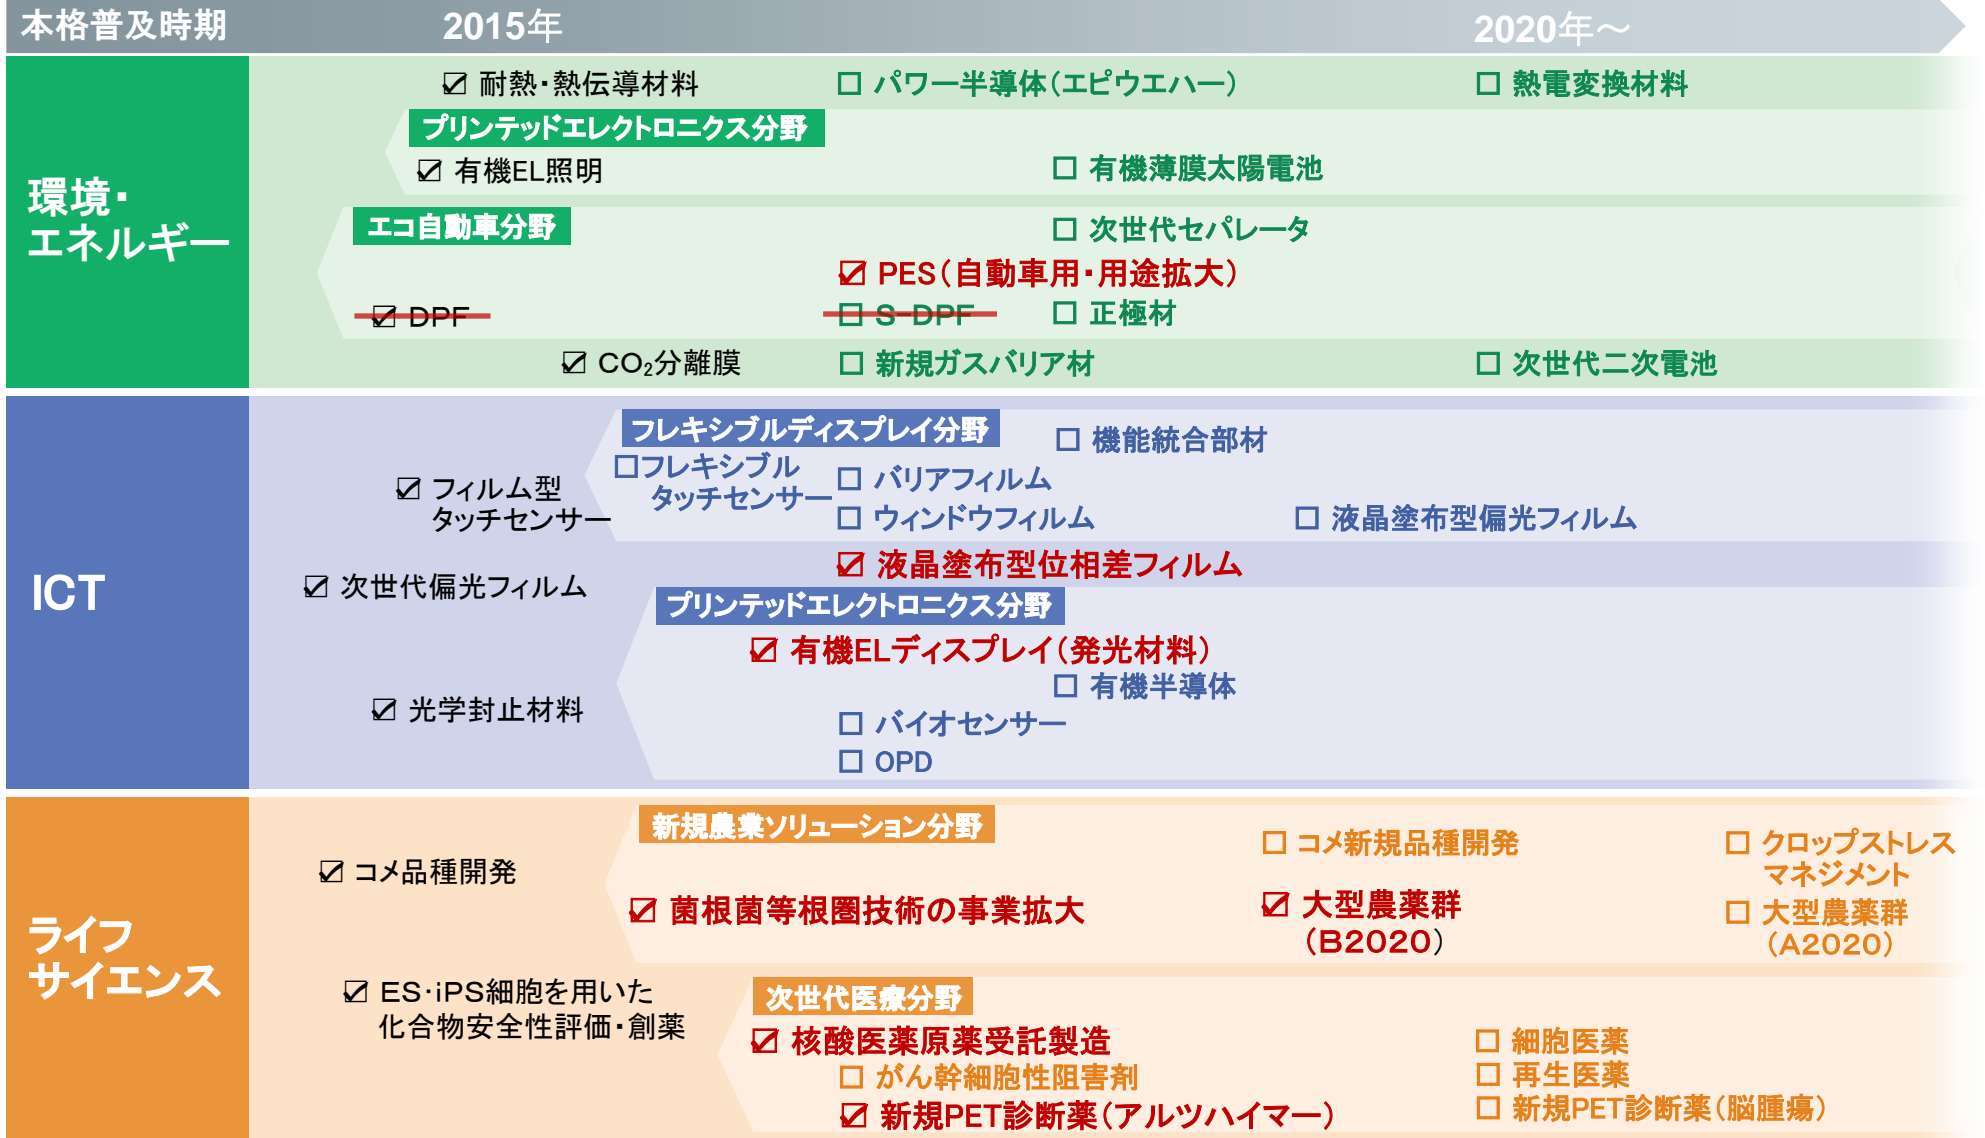 本格普及時期 2015年 2020年～
☑ 耐熱・熱伝導材料 □ パワー半導体（エピウエハー） □ 熱電変換材料
プリンテッドエレクトロニクス分野
☑ 有機EL照明 □ 有機薄膜太陽電池
環境・
エネルギー
エコ自動車分野 □ 次世代セパレータ
☑ PES（自動車用・用途拡大）
☑ DPF □ S-DPF □ 正極材
☑ CO₂分離膜 □ 新規ガスバリア材 □ 次世代二次電池
ICT
フレキシブルディスプレイ分野 □ 機能統合部材
□フレキシブル
タッチセンサー
□ バリアフィルム
☑ フィルム型
タッチセンサー
□ ウィンドウフィルム □ 液晶塗布型偏光フィルム
☑ 液晶塗布型位相差フィルム
☑ 次世代偏光フィルム
プリンテッドエレクトロニクス分野
☑ 有機ELディスプレイ（発光材料）
□ 有機半導体
☑ 光学封止材料
□ バイオセンサー
□ OPD
ライフ
サイエンス
新規農業ソリューション分野
□ コメ新規品種開発
□ クロップストレス
マネジメント
☑ コメ品種開発
☑ 菌根菌等根圏技術の事業拡大
☑ 大型農薬群
（B2020）
□ 大型農薬群
（A2020）
☑ ES・iPS細胞を用いた
化合物安全性評価・創薬
次世代医療分野
☑ 核酸医薬原薬受託製造 □ 細胞医薬
□ がん幹細胞性阻害剤 □ 再生医薬
☑ 新規PET診断薬（アルツハイマー） □ 新規PET診断薬（脳腫瘍）